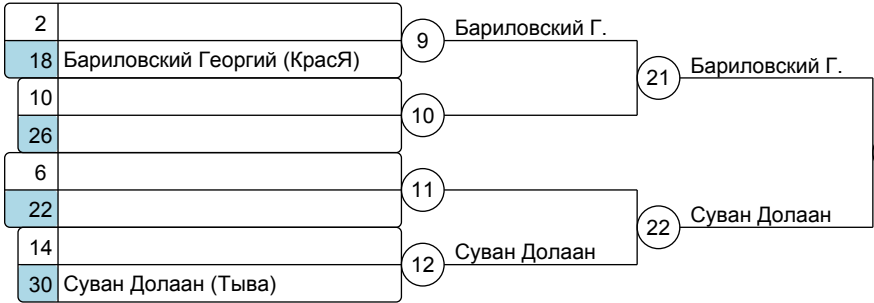 2
18 Бариловский Георгий (КрасЯ)
10
26
6
22
14
30 Суван Долаан (Тыва)
9 Бариловский Г.
10
11
12 Суван Долаан
21 Бариловский Г.
22 Суван Долаан